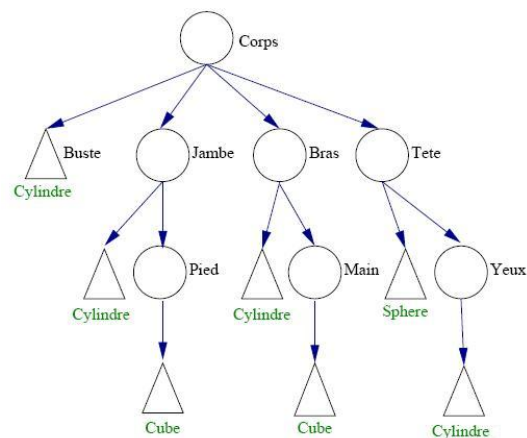 Corps
Buste
Jambe
Bras
Tete
Cylindre
Pied
Main
Yeux
Cylindre
Cylindre
Sphere
Cube
Cube
Cylindre